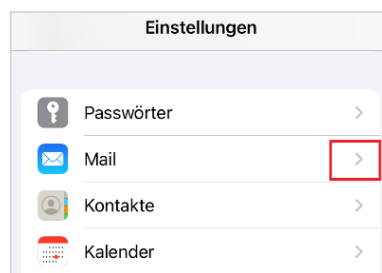 Einstellungen
Passwörter
Mail
Kontakte
Kalender